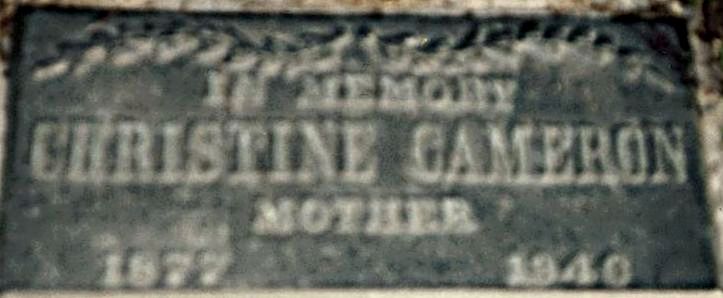 IN MEMORY
CHRISTINE CAMERON
MOTHER
1877 1940